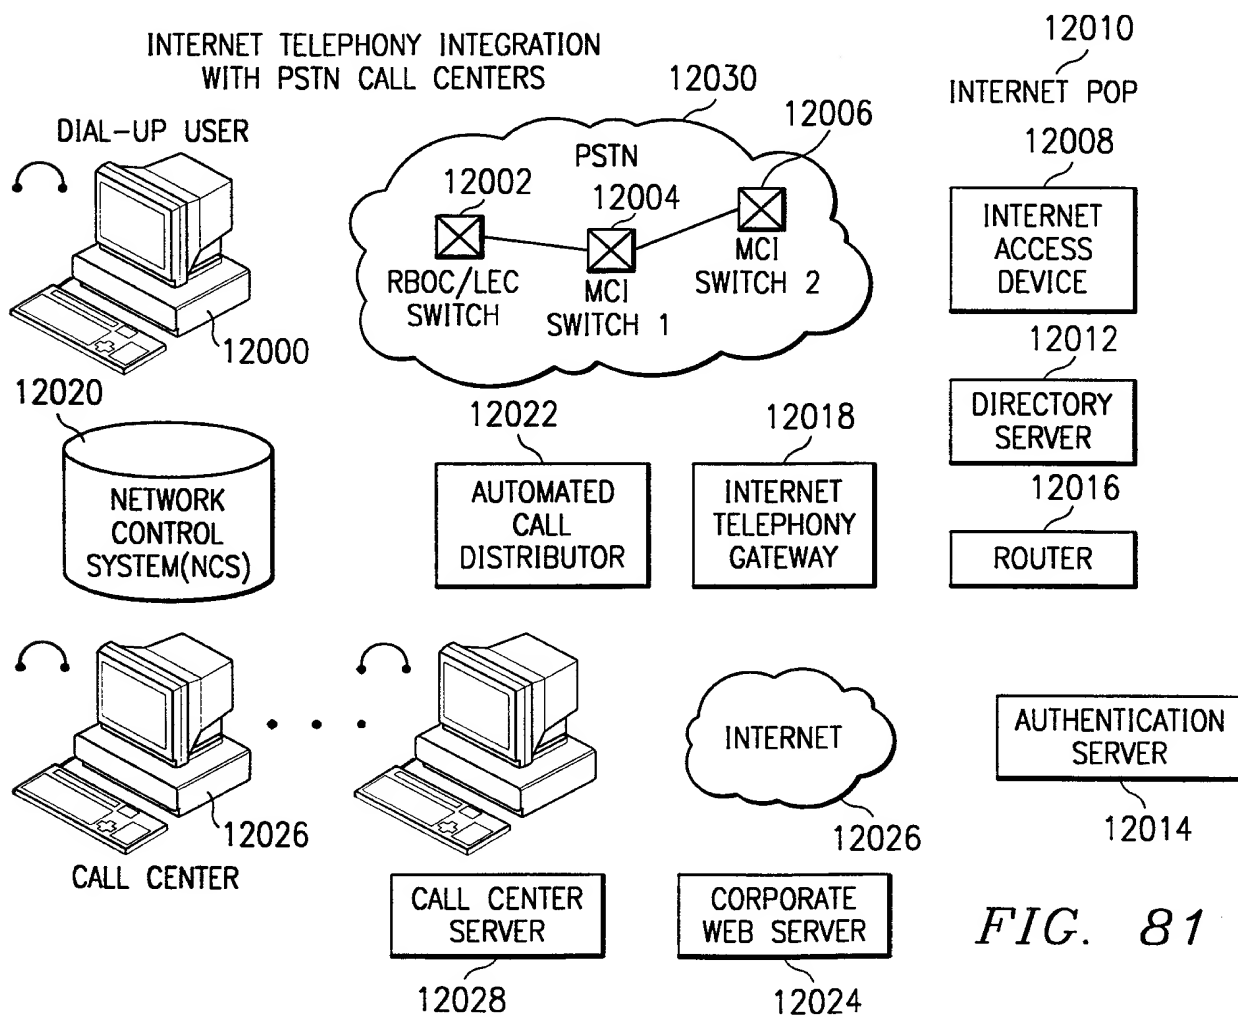 INTERNET TELEPHONY INTEGRATION
WITH PSTN CALL CENTERS
12010
INTERNET POP
DIAL-UP USER
12000
12030
PSTN
12002
RBOC/LEC
SWITCH
12004
MCI
SWITCH 1
12006
MCI
SWITCH 2
12008
INTERNET
ACCESS
DEVICE
12012
DIRECTORY
SERVER
12020
NETWORK
CONTROL
SYSTEM(NCS)
12022
AUTOMATED
CALL
DISTRIBUTOR
12018
INTERNET
TELEPHONY
GATEWAY
12016
ROUTER
12026
CALL CENTER
INTERNET
12026
AUTHENTICATION
SERVER
12014
CALL CENTER
SERVER
12028
CORPORATE
WEB SERVER
12024
FIG. 81